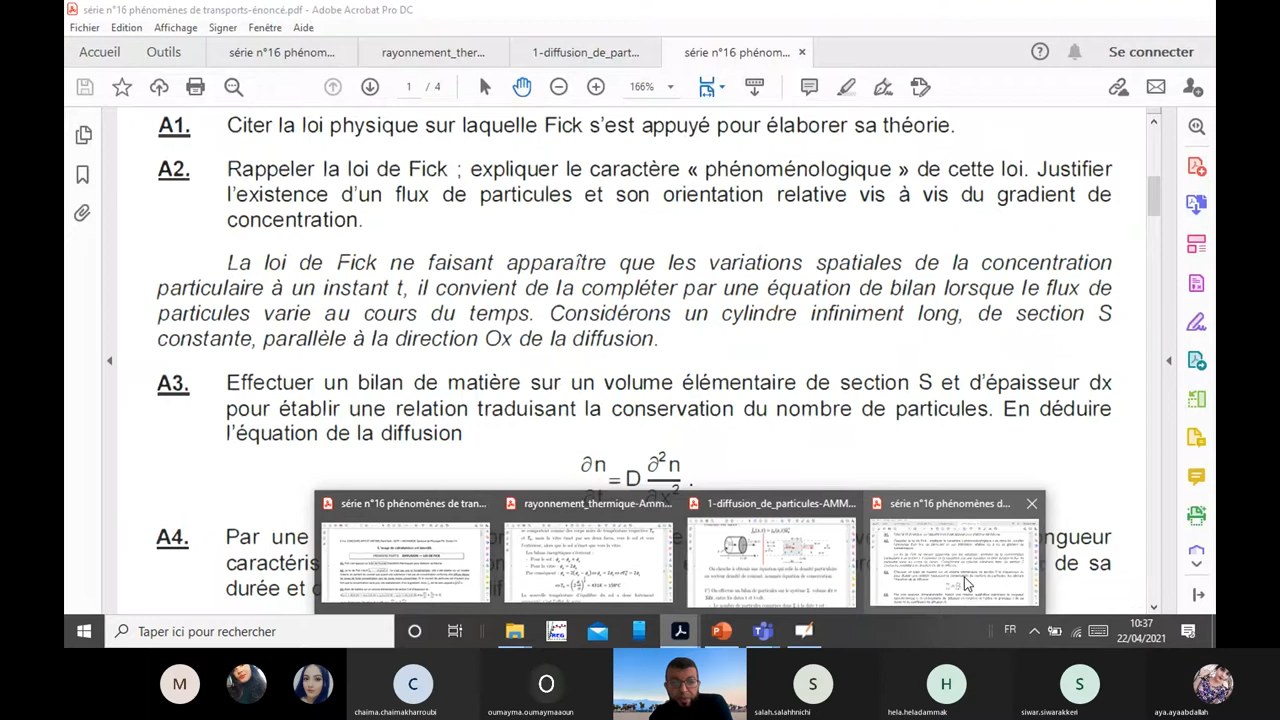 série n°16 phénomènes de transports-énoncé.pdf - Adobe Acrobat Pro DC
Fichier Edition Affichage Signer Fenêtre Aide
Accueil Outils série n°16 phénom... rayonnement_ther... 1-diffusion_de_part... série n°16 phénom... × Se connecter
1 / 4 166%
A1. Citer la loi physique sur laquelle Fick s'est appuyé pour élaborer sa théorie.
A2. Rappeler la loi de Fick ; expliquer le caractère « phénoménologique » de cette loi. Justifier
l'existence d'un flux de particules et son orientation relative vis à vis du gradient de
concentration.
La loi de Fick ne faisant apparaître que les variations spatiales de la concentration
particulaire à un instant t, il convient de la compléter par une équation de bilan lorsque le flux de
particules varie au cours du temps. Considérons un cylindre infiniment long, de section S
constante, parallèle à la direction Ox de la diffusion.
A3. Effectuer un bilan de matière sur un volume élémentaire de section S et d'épaisseur dx
pour établir une relation traduisant la conservation du nombre de particules. En déduire
l'équation de la diffusion
∂n/∂t = D ∂²n/∂x² .
série n°16 phénomènes de tran... rayonnement_thermique-Amm... 1-diffusion_de_particules-AMM... série n°16 phénomènes d...
A4. Par une longueur
caractéris de sa
durée et c
Taper ici pour rechercher
FR
10:37
22/04/2021
M C O S H S
chaima.chaimakharroubi oumayma.oumaymaaoun salah.salahhnichi hela.heladammak siwar.siwarakkeri aya.ayaabdallah